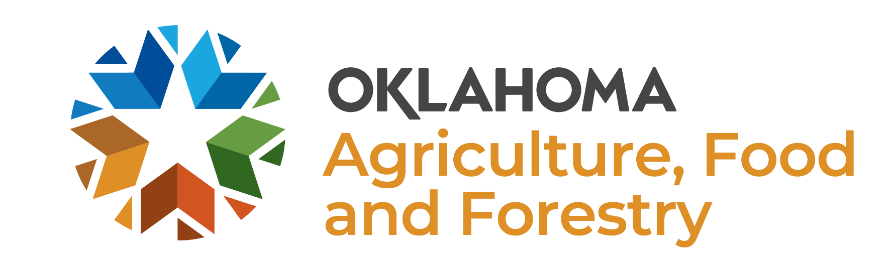 OKLAHOMA
Agriculture, Food
and Forestry